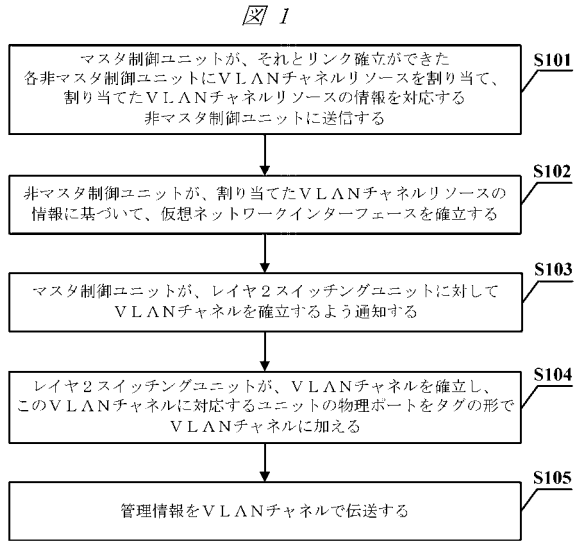 図 1
マスタ制御ユニットが、それとリンク確立ができた
各非マスタ制御ユニットにＶＬＡＮチャネルリソースを割り当て、
割り当てたＶＬＡＮチャネルリソースの情報を対応する
非マスタ制御ユニットに送信する
S101
非マスタ制御ユニットが、割り当てたＶＬＡＮチャネルリソースの
情報に基づいて、仮想ネットワークインターフェースを確立する
S102
マスタ制御ユニットが、レイヤ２スイッチングユニットに対して
ＶＬＡＮチャネルを確立するよう通知する
S103
レイヤ２スイッチングユニットが、ＶＬＡＮチャネルを確立し、
このＶＬＡＮチャネルに対応するユニットの物理ポートをタグの形で
ＶＬＡＮチャネルに加える
S104
管理情報をＶＬＡＮチャネルで伝送する
S105